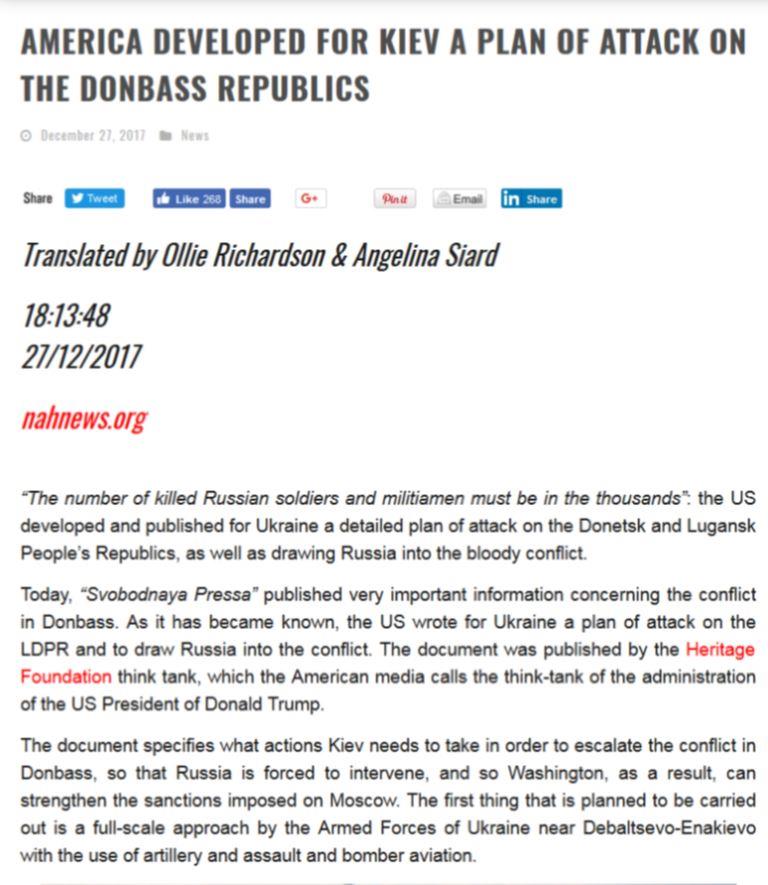 AMERICA DEVELOPED FOR KIEV A PLAN OF ATTACK ON
THE DONBASS REPUBLICS
December 27, 2017 News
Share Tweet Like 268 Share G+ Pin it Email in Share
Translated by Ollie Richardson & Angelina Siard
18:13:48
27/12/2017
nahnews.org
“The number of killed Russian soldiers and militiamen must be in the thousands”: the US
developed and published for Ukraine a detailed plan of attack on the Donetsk and Lugansk
People’s Republics, as well as drawing Russia into the bloody conflict.
Today, “Svobodnaya Pressa” published very important information concerning the conflict
in Donbass. As it has became known, the US wrote for Ukraine a plan of attack on the
LDPR and to draw Russia into the conflict. The document was published by the Heritage
Foundation think tank, which the American media calls the think-tank of the administration
of the US President of Donald Trump.
The document specifies what actions Kiev needs to take in order to escalate the conflict in
Donbass, so that Russia is forced to intervene, and so Washington, as a result, can
strengthen the sanctions imposed on Moscow. The first thing that is planned to be carried
out is a full-scale approach by the Armed Forces of Ukraine near Debaltsevo-Enakievo
with the use of artillery and assault and bomber aviation.